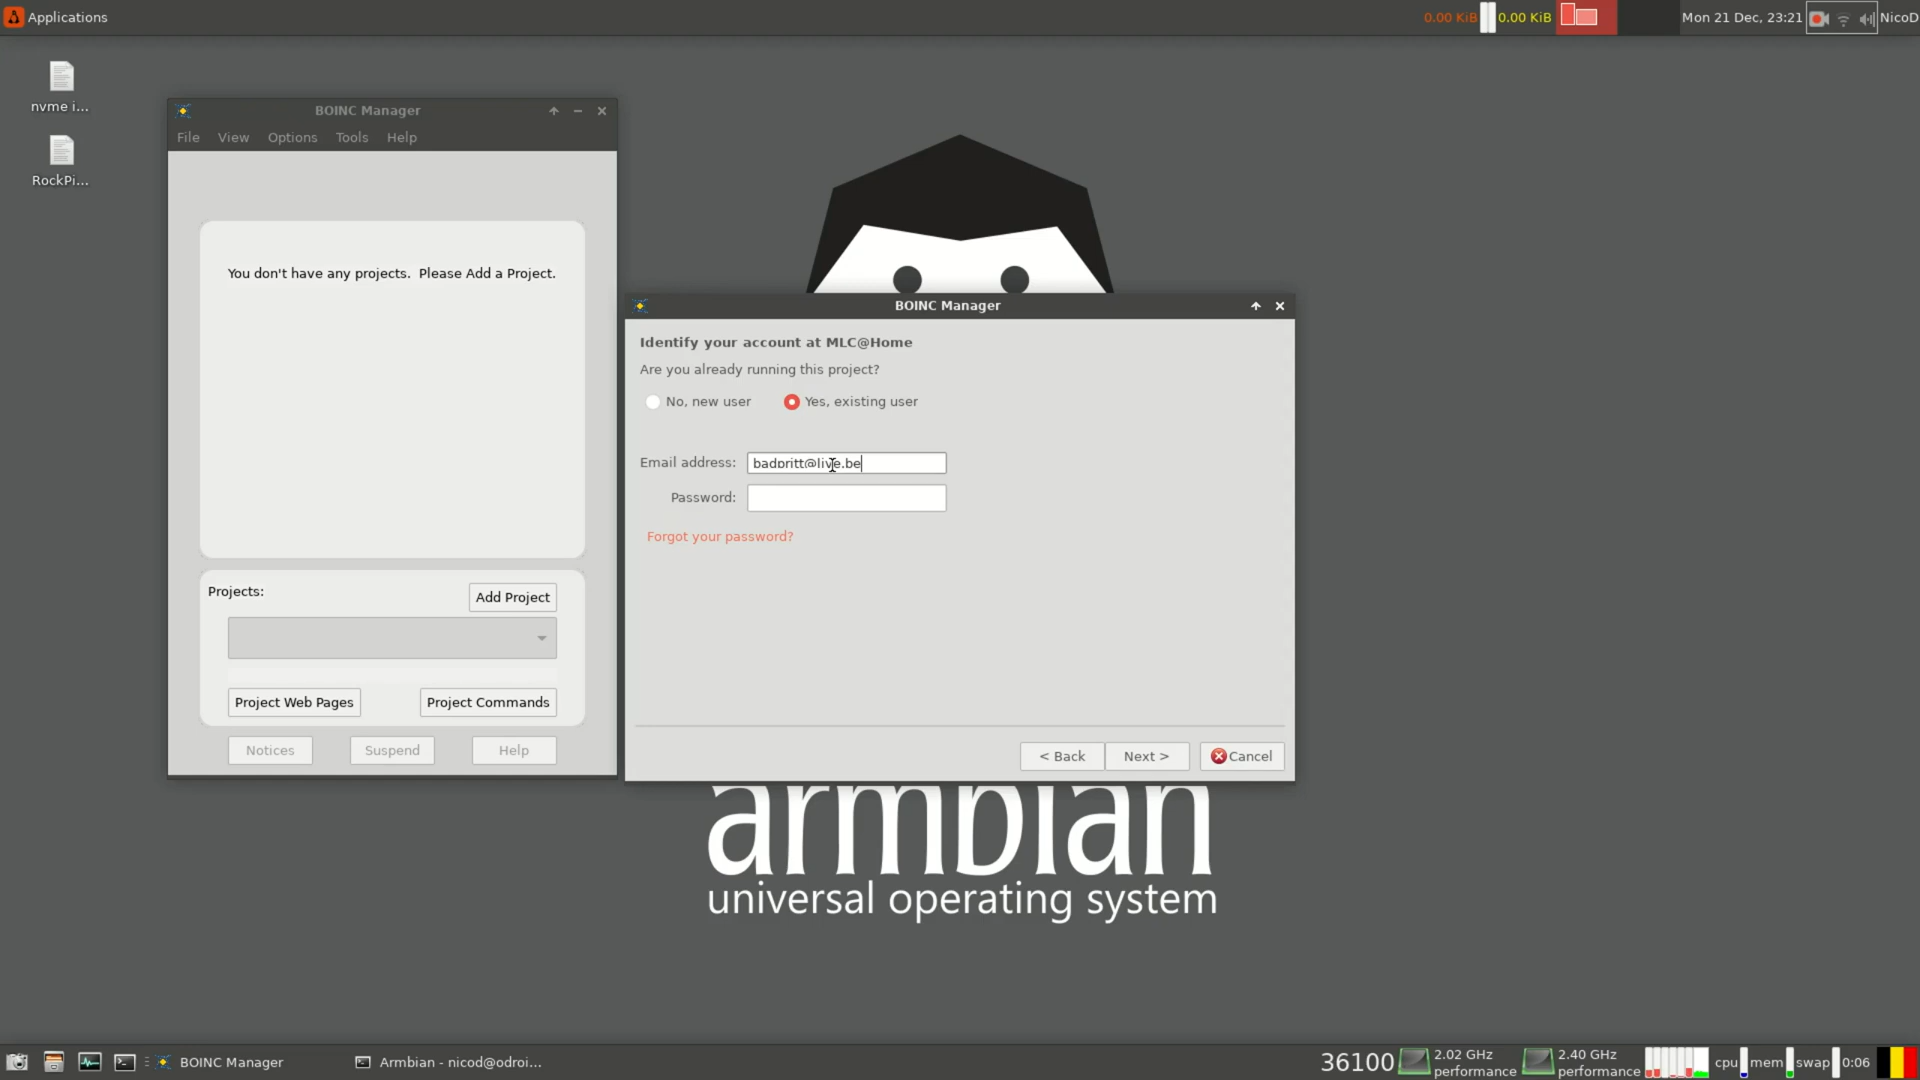 Applications
0.00 KiB 0.00 KiB Mon 21 Dec, 23:21 NicoD
nvme i...
RockPi...
BOINC Manager
File View Options Tools Help
You don't have any projects. Please Add a Project.
Projects: Add Project
Project Web Pages Project Commands
Notices Suspend Help
BOINC Manager
Identify your account at MLC@Home
Are you already running this project?
No, new user Yes, existing user
Email address: badpritt@live.be
Password:
Forgot your password?
< Back Next > Cancel
armbian
universal operating system
BOINC Manager Armbian - nicod@odroi...
36100 2.02 GHz performance 2.40 GHz performance cpu mem swap 0:06